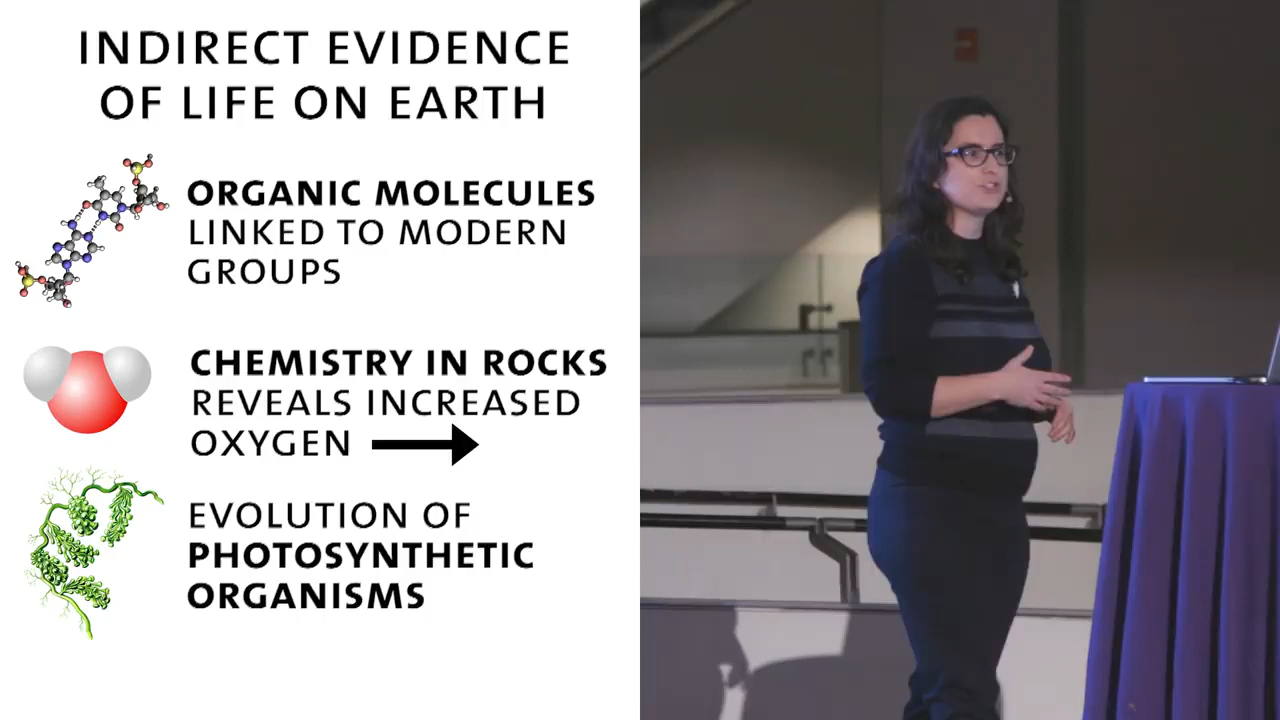 INDIRECT EVIDENCE
OF LIFE ON EARTH
ORGANIC MOLECULES
LINKED TO MODERN
GROUPS
CHEMISTRY IN ROCKS
REVEALS INCREASED
OXYGEN
EVOLUTION OF
PHOTOSYNTHETIC
ORGANISMS